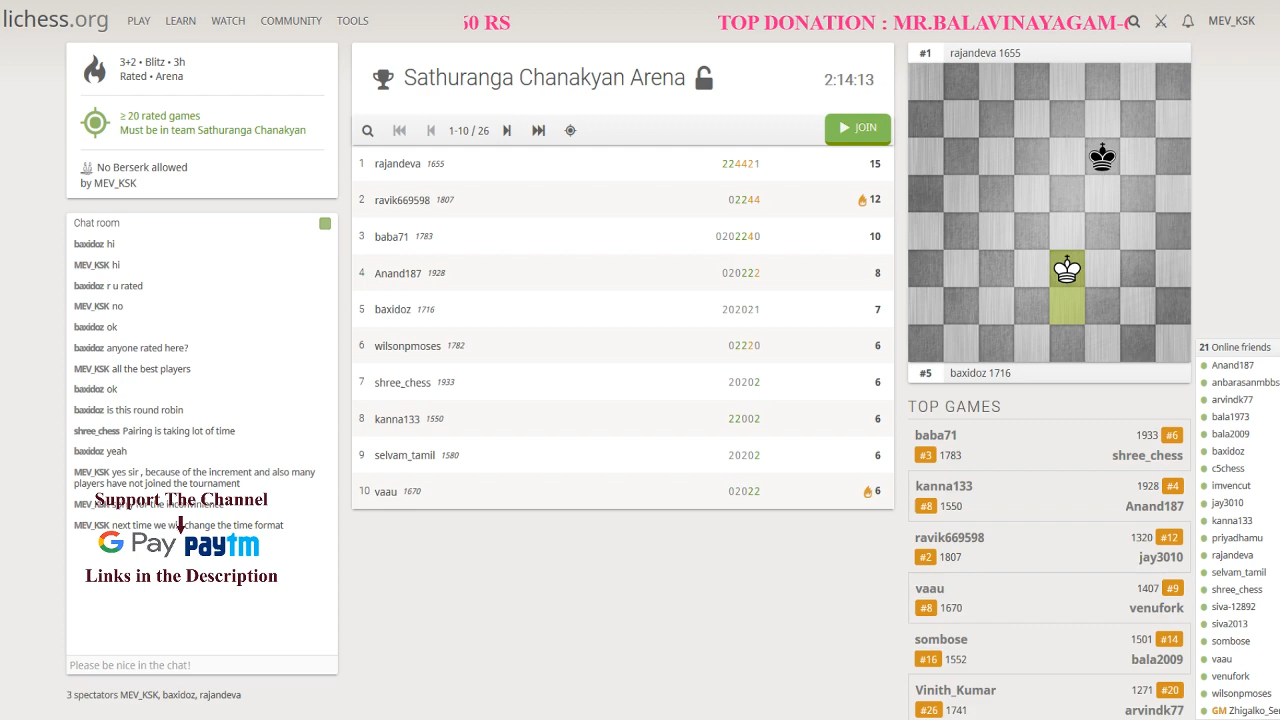 lichess.org PLAY LEARN WATCH COMMUNITY TOOLS 50 RS TOP DONATION : MR.BALAVINAYAGAM- MEV_KSK
3+2 • Blitz • 3h
Rated • Arena
≥ 20 rated games
Must be in team Sathuranga Chanakyan
No Berserk allowed
by MEV_KSK
Chat room
baxidoz hi
MEV_KSK hi
baxidoz r u rated
MEV_KSK no
baxidoz ok
baxidoz anyone rated here?
MEV_KSK all the best players
baxidoz ok
baxidoz is this round robin
shree_chess Pairing is taking lot of time
baxidoz yeah
MEV_KSK yes sir , because of the increment and also many
players have not joined the tournament
Support The Channel
MEV_KSK for the inconvenience
MEV_KSK next time we will change the time format
G Pay paytm
Links in the Description
Please be nice in the chat!
3 spectators MEV_KSK, baxidoz, rajandeva
Sathuranga Chanakyan Arena 2:14:13
1-10 / 26 JOIN
1 rajandeva 1655 224421 15
2 ravik669598 1807 02244 12
3 baba71 1783 0202240 10
4 Anand187 1928 020222 8
5 baxidoz 1716 202021 7
6 wilsonpmoses 1782 02220 6
7 shree_chess 1933 20202 6
8 kanna133 1550 22002 6
9 selvam_tamil 1580 20202 6
10 vaau 1670 02022 6
#1 rajandeva 1655
#5 baxidoz 1716
TOP GAMES
baba71 1933 #6
#3 1783 shree_chess
kanna133 1928 #4
#8 1550 Anand187
ravik669598 1320 #12
#2 1807 jay3010
vaau 1407 #9
#8 1670 venufork
sombose 1501 #14
#16 1552 bala2009
Vinith_Kumar 1271 #20
#26 1741 arvindk77
21 Online friends
Anand187
anbarasanmbbs
arvindk77
bala1973
bala2009
baxidoz
c5chess
imvencut
jay3010
kanna133
priyadhamu
rajandeva
selvam_tamil
shree_chess
siva-12892
siva2013
sombose
vaau
venufork
wilsonpmoses
GM Zhigalko_Se